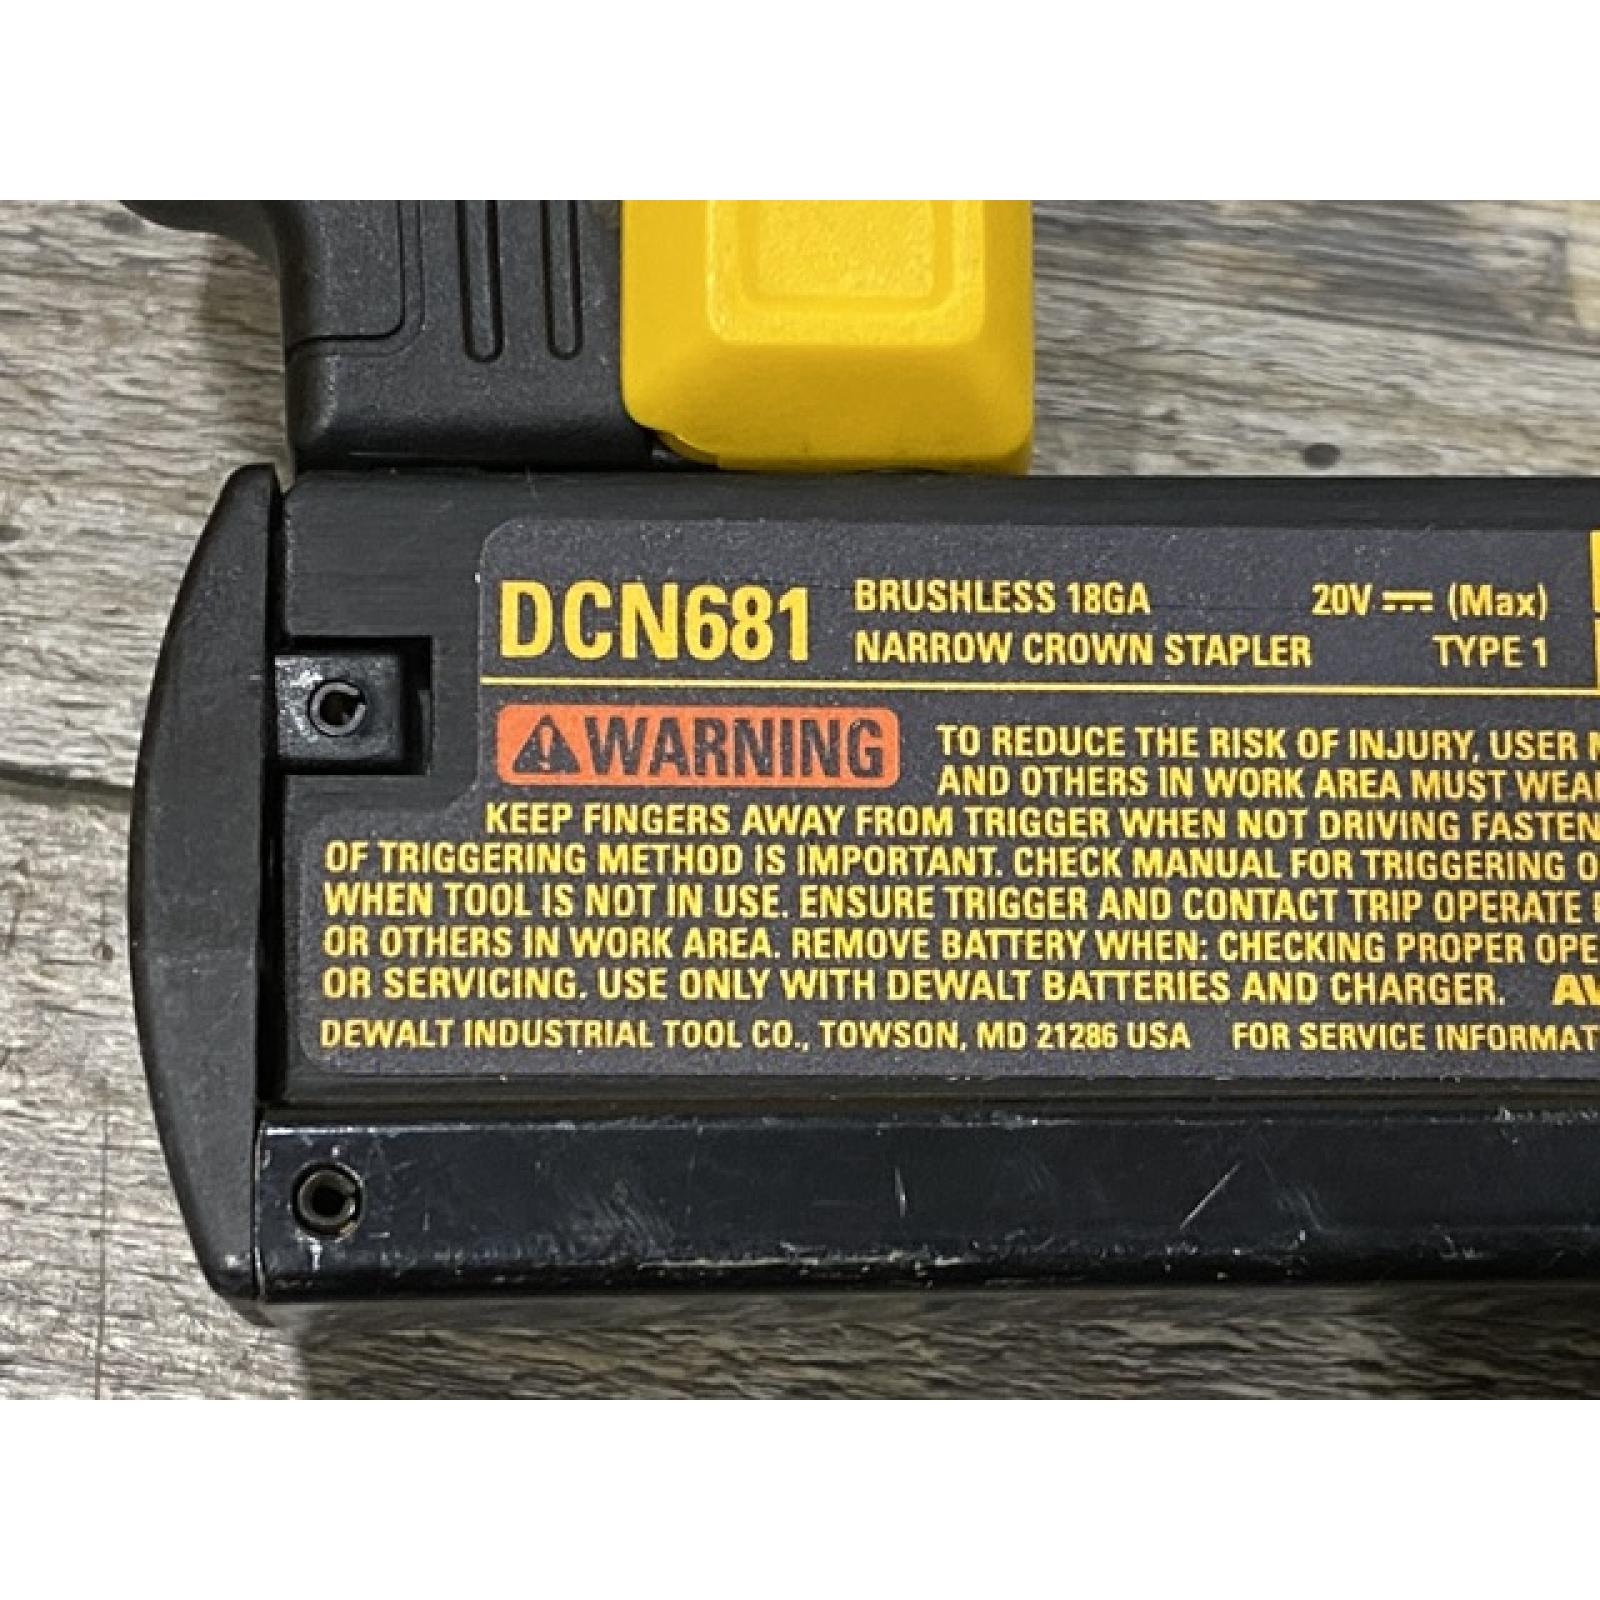 DCN681
BRUSHLESS 18GA
NARROW CROWN STAPLER
20V (Max)
TYPE 1
WARNING
TO REDUCE THE RISK OF INJURY, USER
AND OTHERS IN WORK AREA MUST
KEEP FINGERS AWAY FROM TRIGGER WHEN NOT DRIVING
OF TRIGGERING METHOD IS IMPORTANT. CHECK MANUAL FOR TRIGGERING
WHEN TOOL IS NOT IN USE. ENSURE TRIGGER AND CONTACT TRIP OPERATE
OR OTHERS IN WORK AREA. REMOVE BATTERY WHEN: CHECKING PROPER
OR SERVICING. USE ONLY WITH DEWALT BATTERIES AND CHARGER.
DEWALT INDUSTRIAL TOOL CO., TOWSON, MD 21286 USA FOR SERVICE